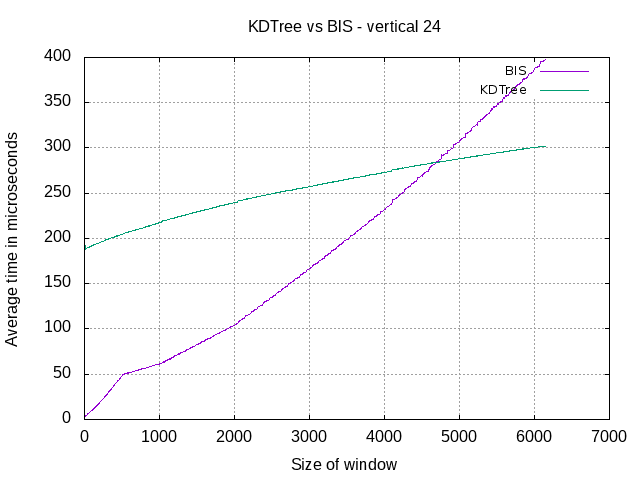 KDTree vs BIS - vertical 24
BIS
KDTree
400
350
300
250
200
150
100
50
0
Average time in microseconds
0 1000 2000 3000 4000 5000 6000 7000
Size of window